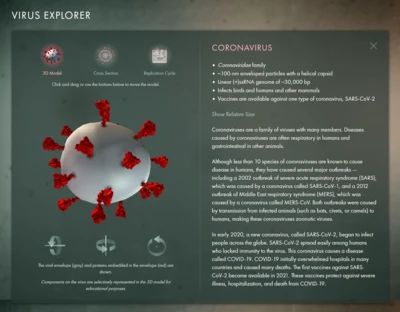 VIRUS EXPLORER
3D Model
Cross Section
Replication Cycle
Click and drag or use the buttons below to move the model.
The viral envelope (gray) and proteins embedded in the envelope (red) are
shown.
Components on the virus are selectively represented in the 3D model for
educational purposes.
CORONAVIRUS
• Coronaviridae family
• ~100-nm enveloped particles with a helical capsid
• Linear (+)ssRNA genome of ~30,000 bp
• Infects birds and humans and other mammals
• Vaccines are available against one type of coronavirus, SARS-CoV-2
Show Relative Size
Coronaviruses are a family of viruses with many members. Diseases
caused by coronaviruses are often respiratory in humans and
gastrointestinal in other animals.
Although less than 10 species of coronaviruses are known to cause
disease in humans, they have caused several major outbreaks —
including a 2002 outbreak of severe acute respiratory syndrome (SARS),
which was caused by a coronavirus called SARS-CoV-1, and a 2012
outbreak of Middle East respiratory syndrome (MERS), which was
caused by a coronavirus called MERS-CoV. Both outbreaks were caused
by transmission from infected animals (such as bats, civets, or camels) to
humans, making these coronaviruses zoonotic viruses.
In early 2020, a new coronavirus, called SARS-CoV-2, began to infect
people across the globe. SARS-CoV-2 spread easily among humans
who lacked immunity to the virus. This coronavirus causes a disease
called COVID-19. COVID-19 initially overwhelmed hospitals in many
countries and caused many deaths. The first vaccines against SARS-
CoV-2 became available in 2021. These vaccines protect against severe
illness, hospitalization, and death from COVID-19.